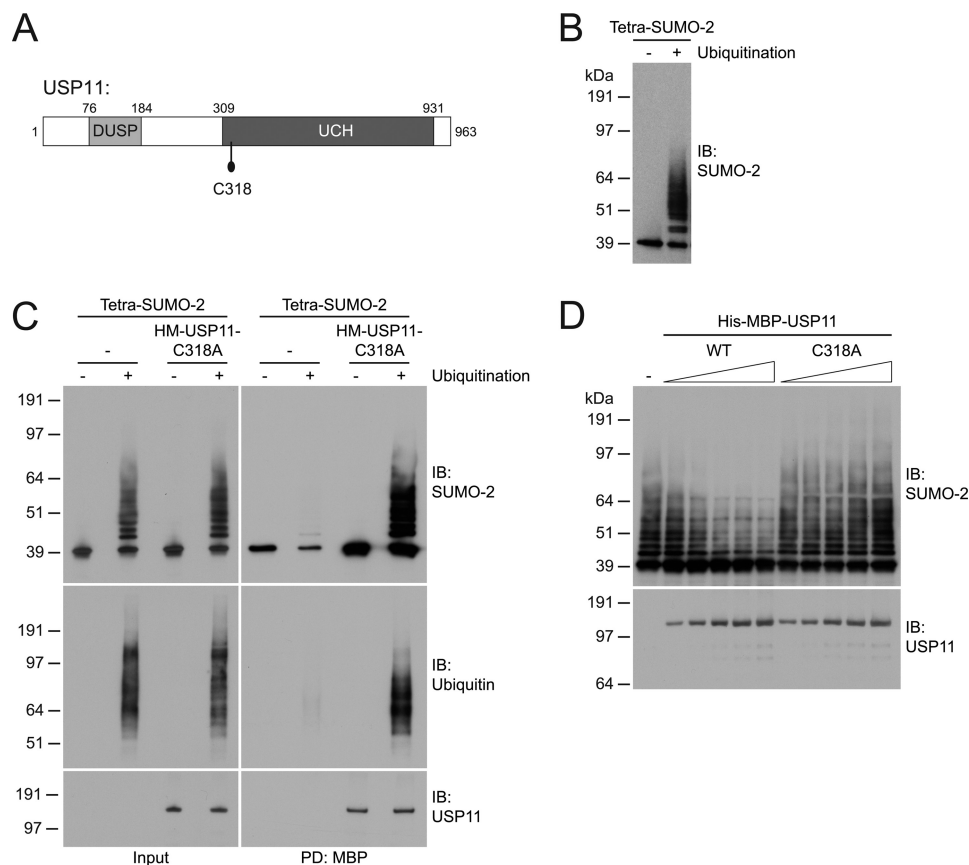 A
USP11:
76 184 309 931
1 DUSP UCH 963
C318
B
Tetra-SUMO-2
- + Ubiquitination
kDa
191
97
64
51
39
IB:
SUMO-2
C
Tetra-SUMO-2 Tetra-SUMO-2
HM-USP11- HM-USP11-
- C318A - C318A
- + - + - + - + Ubiquitination
191
97
64
51
39
IB:
SUMO-2
191
97
64
51
IB:
Ubiquitin
191
97
IB:
USP11
Input PD: MBP
D
His-MBP-USP11
WT C318A
-
kDa
191
97
64
51
39
IB:
SUMO-2
191
97
64
IB:
USP11